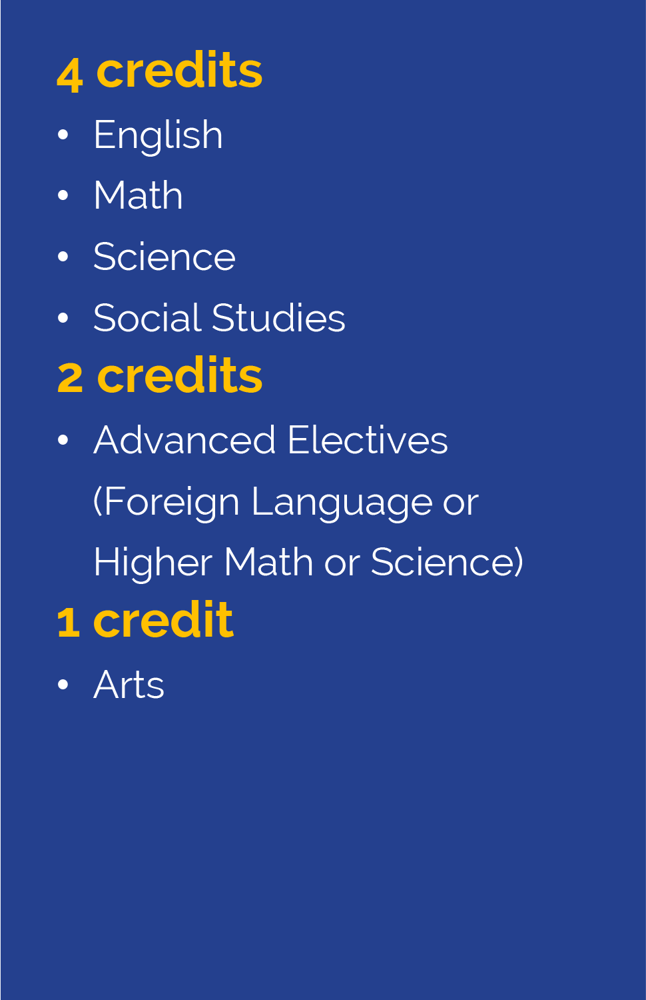 4 credits
• English
• Math
• Science
• Social Studies
2 credits
• Advanced Electives
(Foreign Language or
Higher Math or Science)
1 credit
• Arts